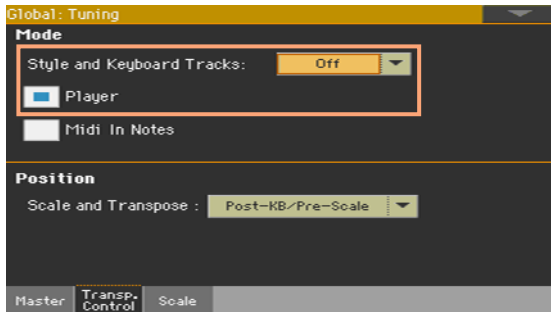 Global: Tuning
Mode
Style and Keyboard Tracks: Off
Player
Midi In Notes
Position
Scale and Transpose : Post-KB/Pre-Scale
Master Transp. Control Scale